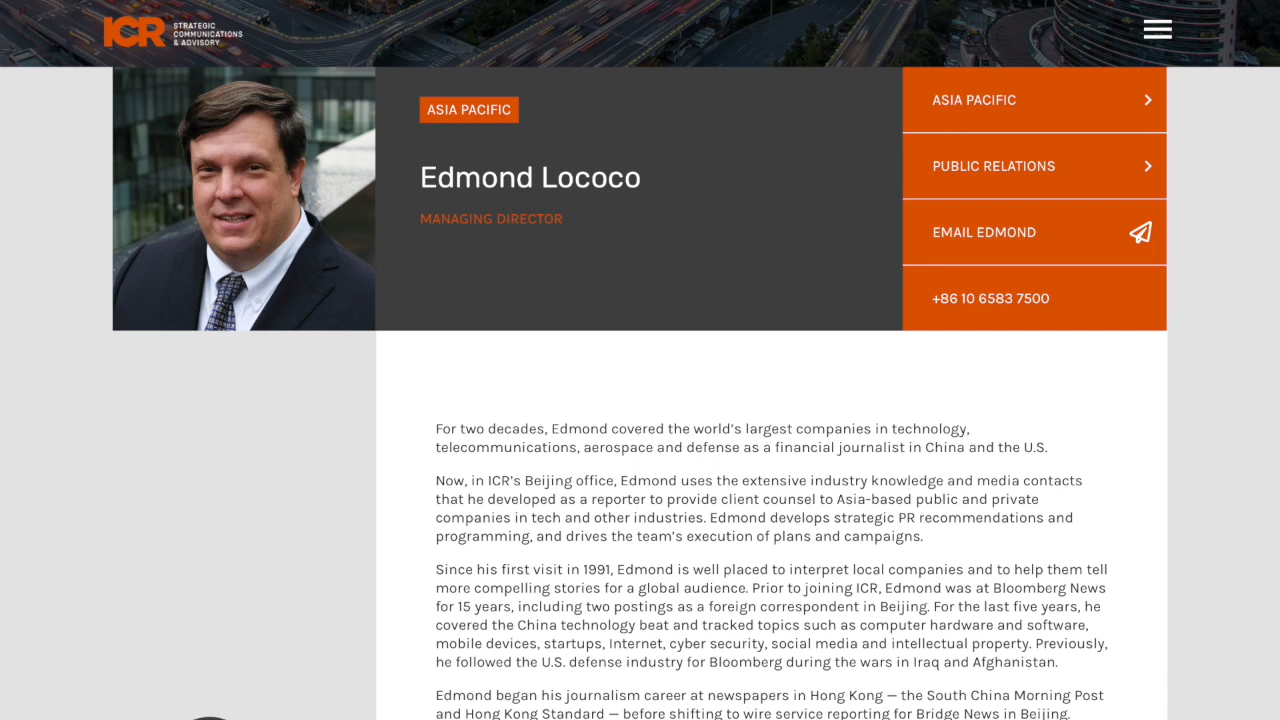 ICR STRATEGIC
COMMUNICATIONS
& ADVISORY
ASIA PACIFIC
Edmond Lococo
MANAGING DIRECTOR
ASIA PACIFIC
PUBLIC RELATIONS
EMAIL EDMOND
+86 10 6583 7500
For two decades, Edmond covered the world's largest companies in technology,
telecommunications, aerospace and defense as a financial journalist in China and the U.S.
Now, in ICR's Beijing office, Edmond uses the extensive industry knowledge and media contacts
that he developed as a reporter to provide client counsel to Asia-based public and private
companies in tech and other industries. Edmond develops strategic PR recommendations and
programming, and drives the team's execution of plans and campaigns.
Since his first visit in 1991, Edmond is well placed to interpret local companies and to help them tell
more compelling stories for a global audience. Prior to joining ICR, Edmond was at Bloomberg News
for 15 years, including two postings as a foreign correspondent in Beijing. For the last five years, he
covered the China technology beat and tracked topics such as computer hardware and software,
mobile devices, startups, Internet, cyber security, social media and intellectual property. Previously,
he followed the U.S. defense industry for Bloomberg during the wars in Iraq and Afghanistan.
Edmond began his journalism career at newspapers in Hong Kong — the South China Morning Post
and Hong Kong Standard — before shifting to wire service reporting for Bridge News in Beijing.